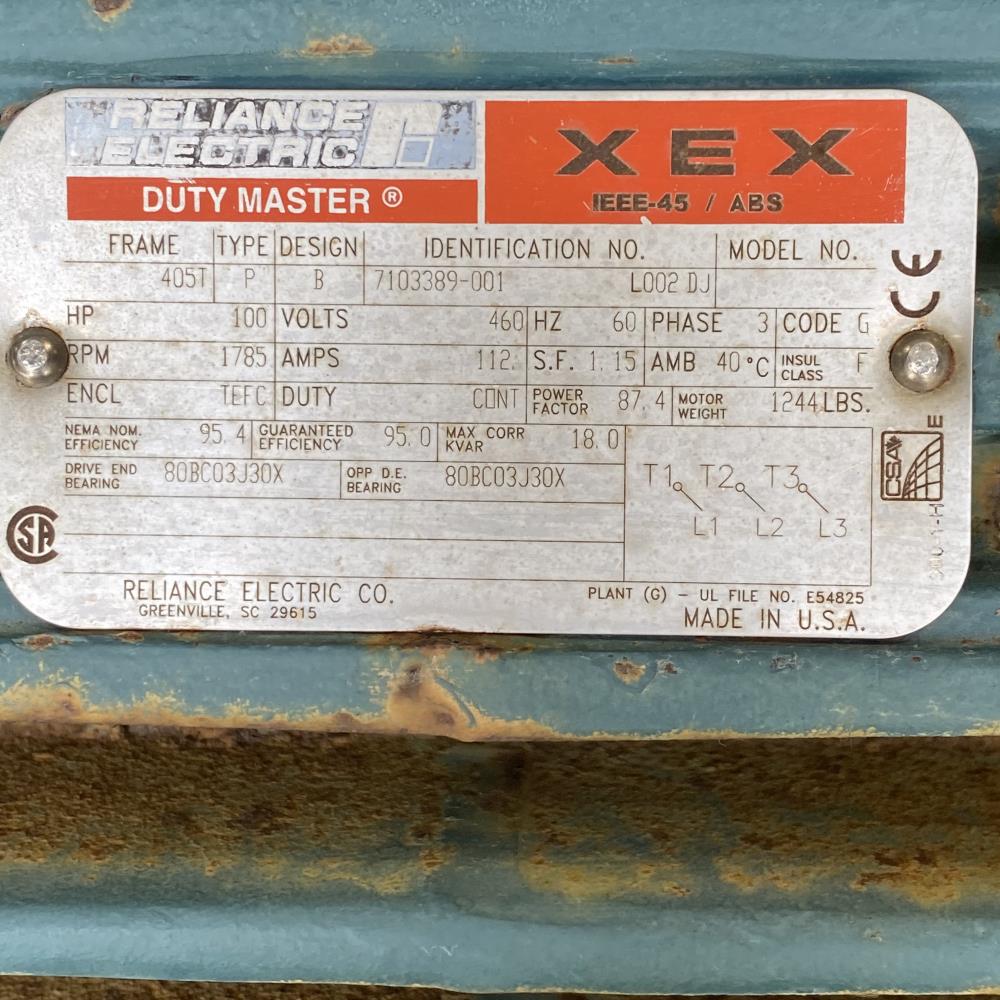 RELIANCE ELECTRIC
XEX
DUTY MASTER ®
IEEE-45 / ABS
FRAME TYPE DESIGN IDENTIFICATION NO. MODEL NO.
405T P B 7103389-001 L002 DJ
HP 100 VOLTS 460 HZ 60 PHASE 3 CODE G
RPM 1785 AMPS 112. S.F. 1.15 AMB 40°C INSUL CLASS F
ENCL TEFC DUTY CONT POWER FACTOR 87.4 MOTOR WEIGHT 1244LBS.
NEMA NOM. EFFICIENCY 95.4 GUARANTEED EFFICIENCY 95.0 MAX CORR KVAR 18.0
DRIVE END BEARING 80BC03J30X OPP D.E. BEARING 80BC03J30X
T1 T2 T3
L1 L2 L3
CE
E
CSA
SA
RELIANCE ELECTRIC CO.
GREENVILLE, SC 29615
PLANT (G) – UL FILE NO. E54825
MADE IN U.S.A.